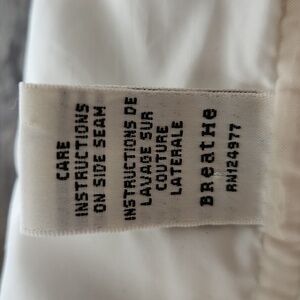 CARE
INSTRUCTIONS
ON SIDE SEAM
INSTRUCTIONS DE
LAVAGE SUR
COUTURE
LATERALE
BReatHe
RN124977